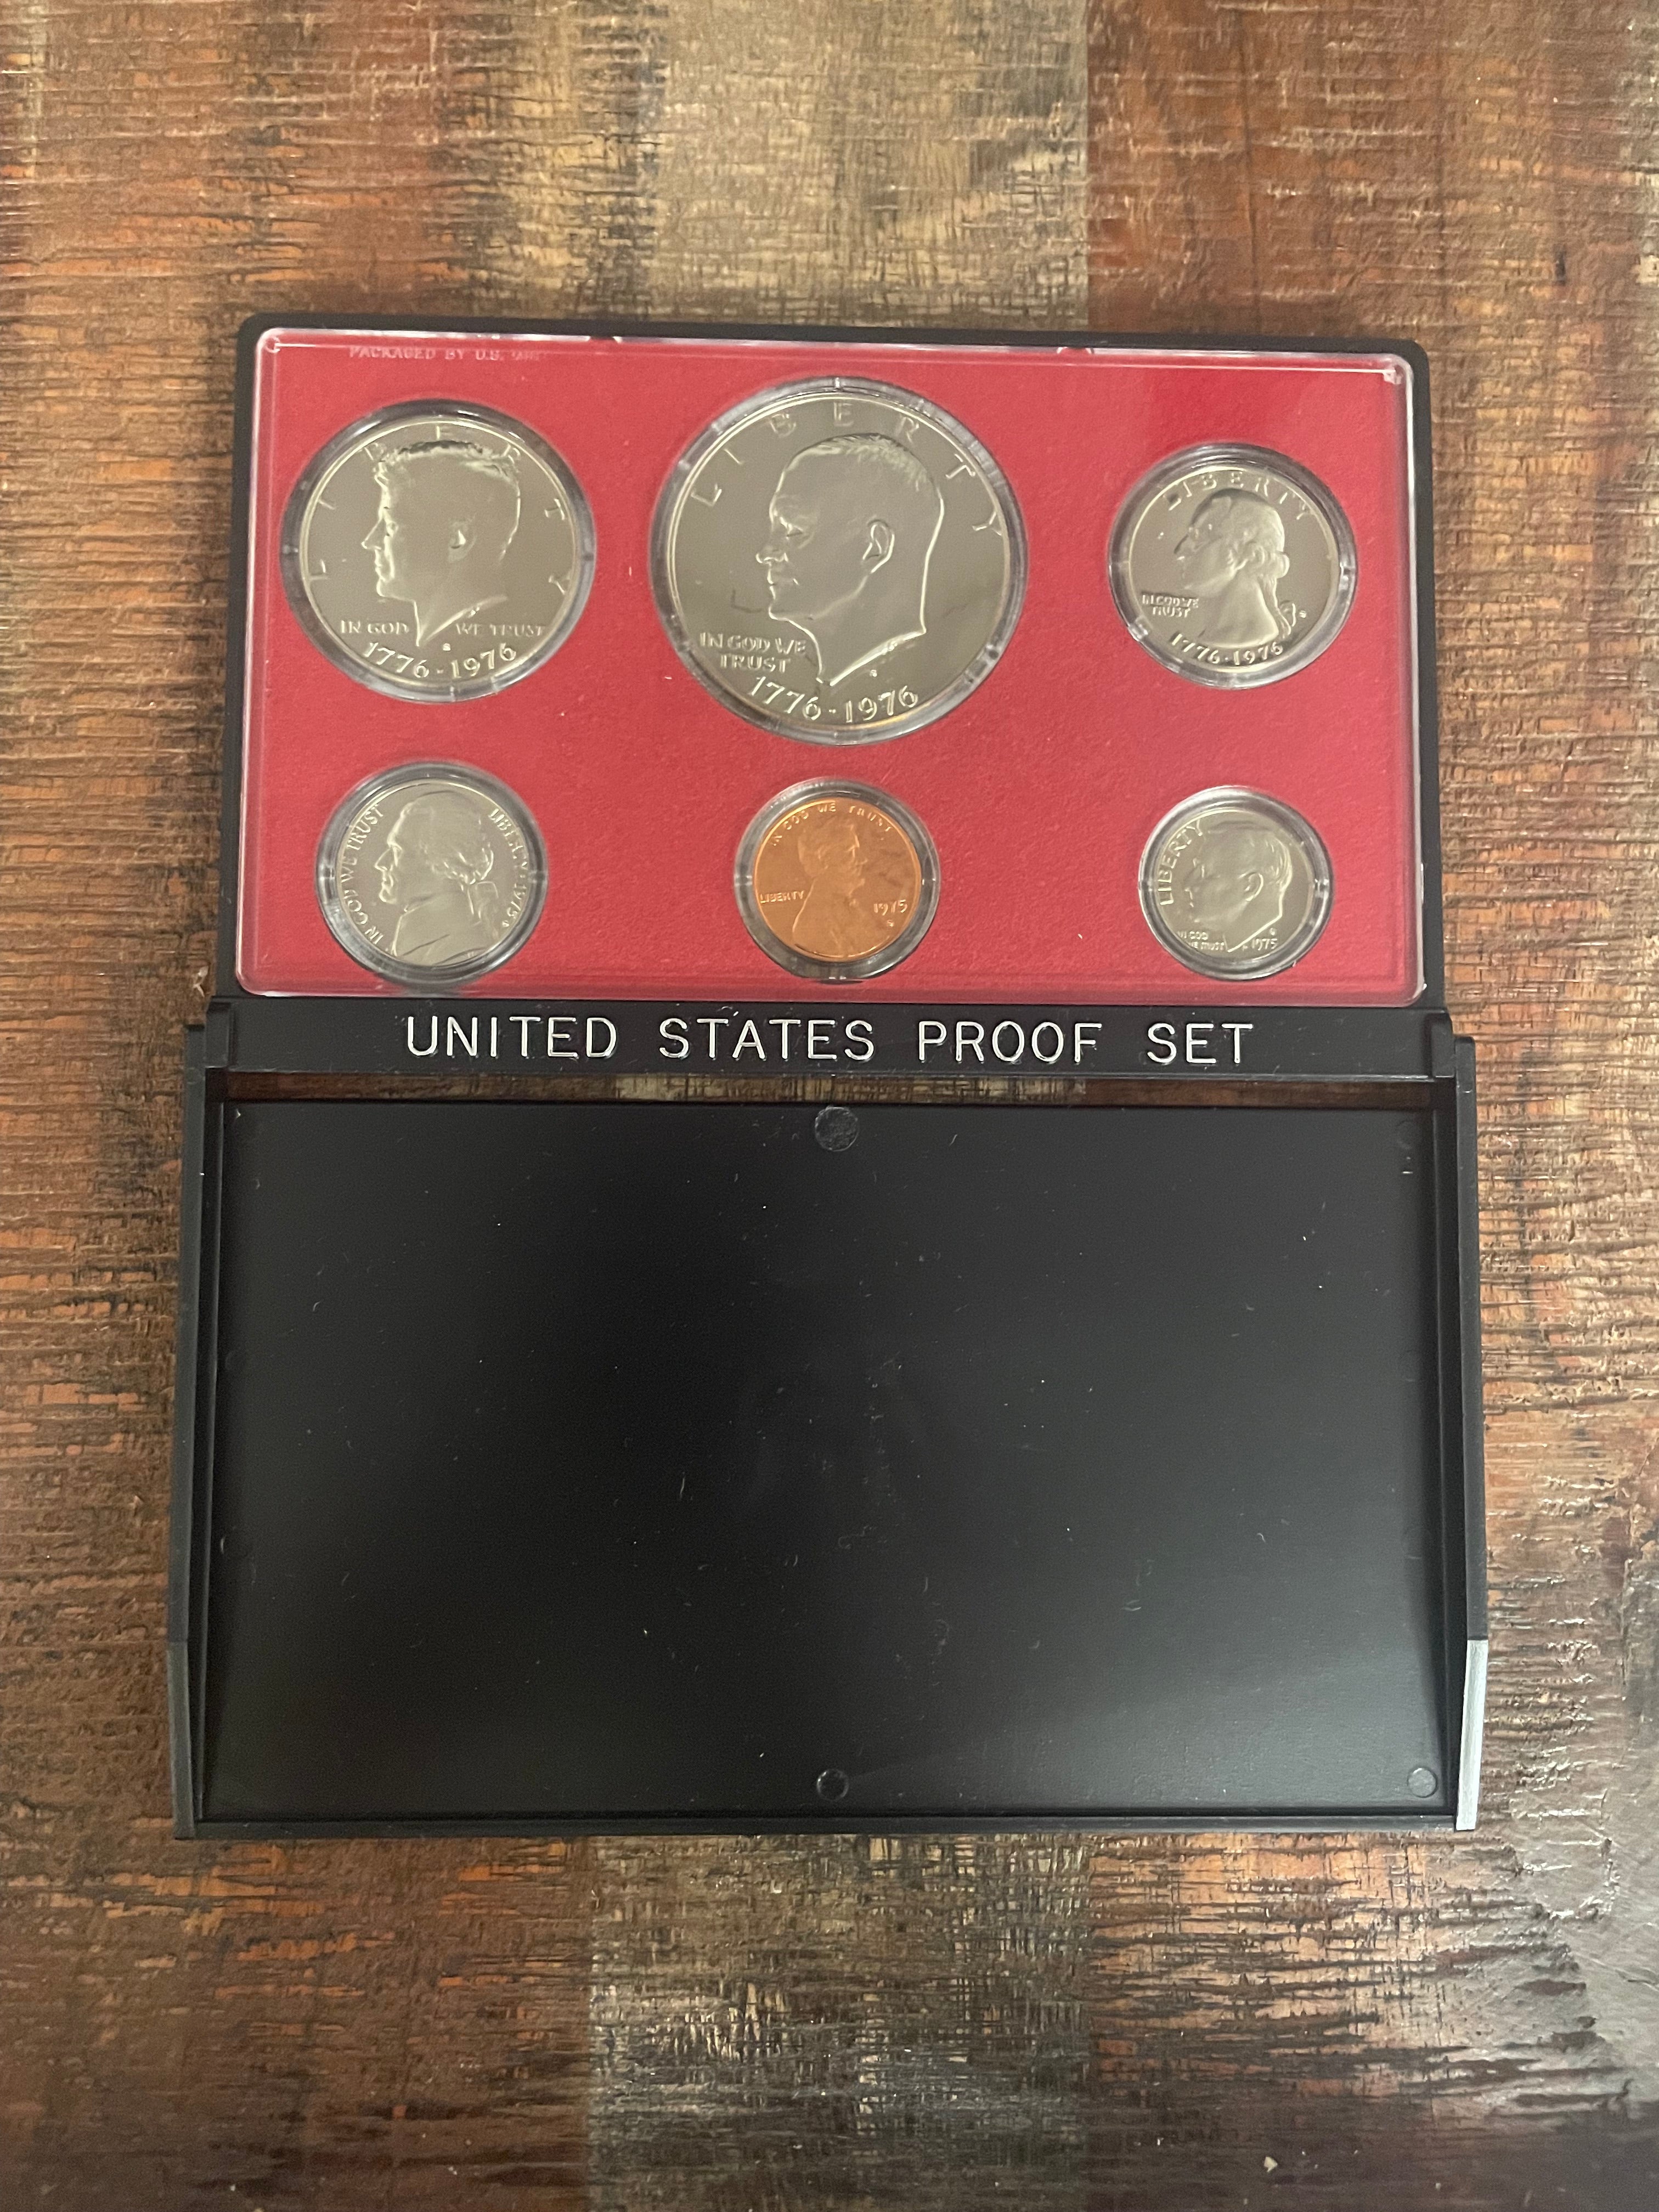 PACKAGED BY U.S. MINT
LIBERTY
IN GOD WE TRUST
S
1776·1976
LIBERTY
IN GOD WE
TRUST
S
1776·1976
LIBERTY
IN GOD WE
TRUST
S
1776·1976
IN GOD WE TRUST
LIBERTY 1975
S
IN GOD WE TRUST
LIBERTY
1975
S
LIBERTY
IN GOD
WE TRUST
S
1975
UNITED STATES PROOF SET